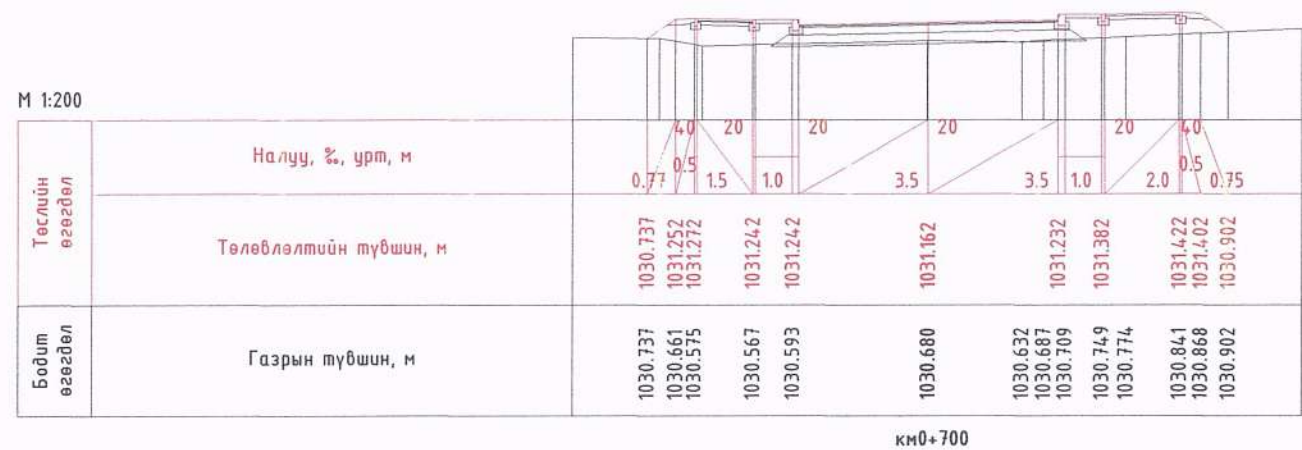 М 1:200
Төслийн өгөгдөл
Налуу, ‰, урт, м
40 20 20 20 20 40
0.77 0.5 1.5 1.0 3.5 3.5 1.0 2.0 0.5 0.75
Төлөвлөлтийн түвшин, м
1030.737 1031.252 1031.272 1031.242 1031.242 1031.162 1031.232 1031.382 1031.422 1031.402 1030.902
Бодит өгөгдөл
Газрын түвшин, м
1030.737 1030.661 1030.575 1030.567 1030.593 1030.680 1030.632 1030.687 1030.709 1030.749 1030.774 1030.841 1030.868 1030.902
км0+700